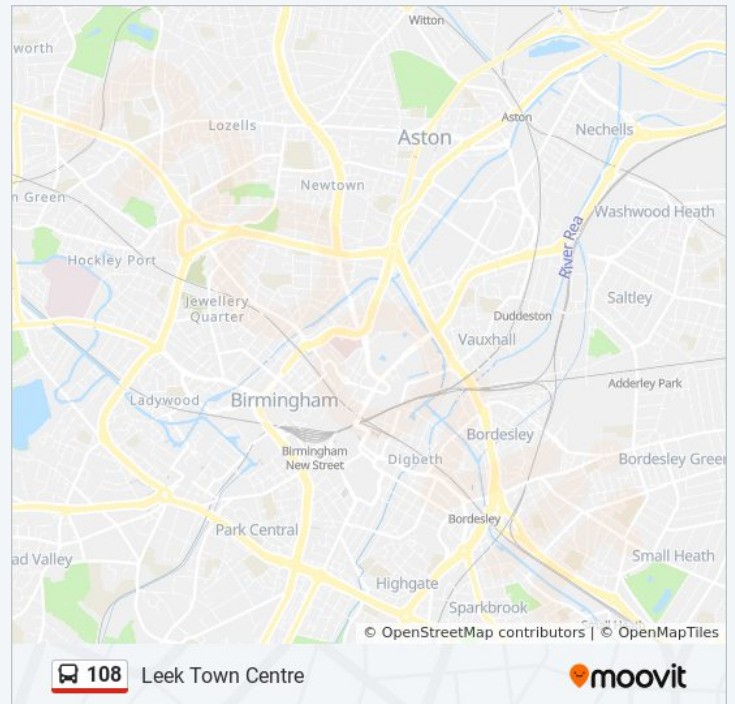 Witton
worth
Lozells
Aston
Aston
Nechells
Newtown
n Green
Washwood Heath
River Rea
Hockley Port
Jewellery
Quarter
Saltley
Duddeston
Vauxhall
Adderley Park
Ladywood
Birmingham
Bordesley
Birmingham
New Street
Digbeth
Bordesley Green
Bordesley
Park Central
ad Valley
Small Heath
Highgate
Sparkbrook
© OpenStreetMap contributors | © OpenMapTiles
108 Leek Town Centre
moovit